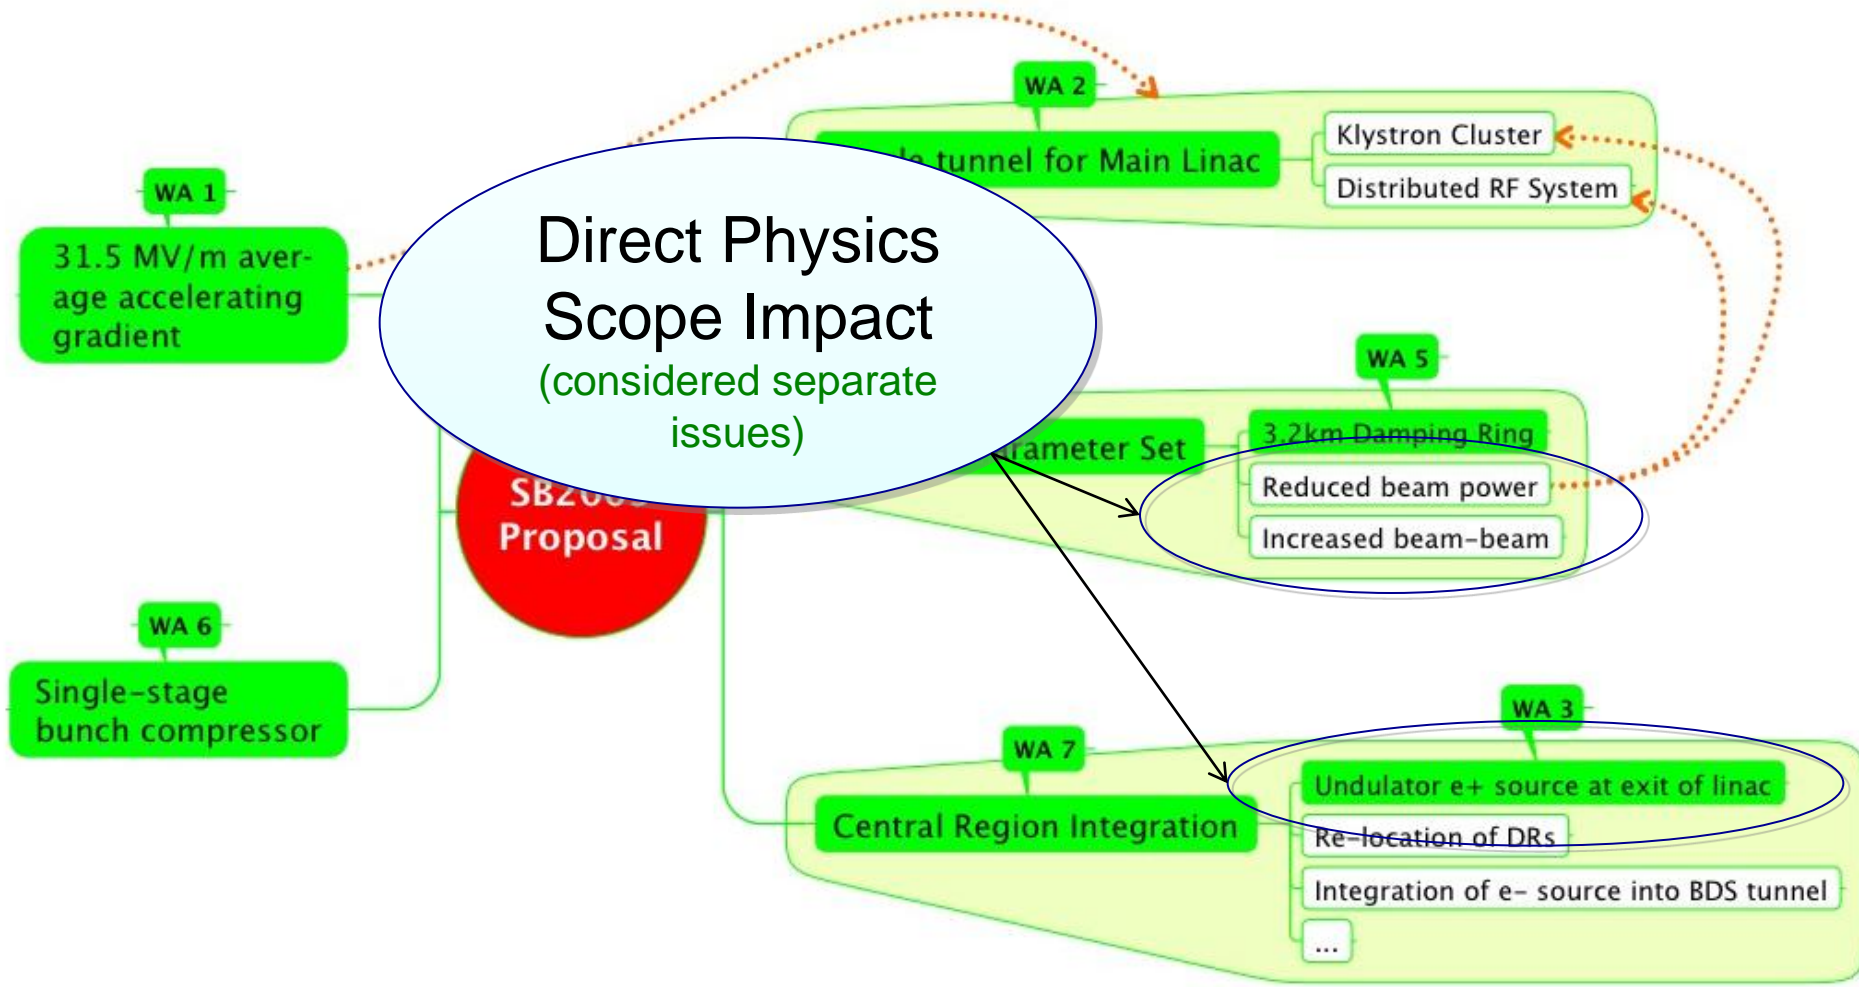 WA 1
31.5 MV/m aver-
age accelerating
gradient
WA 2
tunnel for Main Linac
Klystron Cluster
Distributed RF System
Direct Physics
Scope Impact
(considered separate
issues)
WA 5
Set
3.2km Damping Ring
Reduced beam power
Increased beam-beam
Proposal
WA 6
Single-stage
bunch compressor
WA 7
Central Region Integration
WA 3
Undulator e+ source at exit of linac
Re-location of DRs
Integration of e- source into BDS tunnel
...